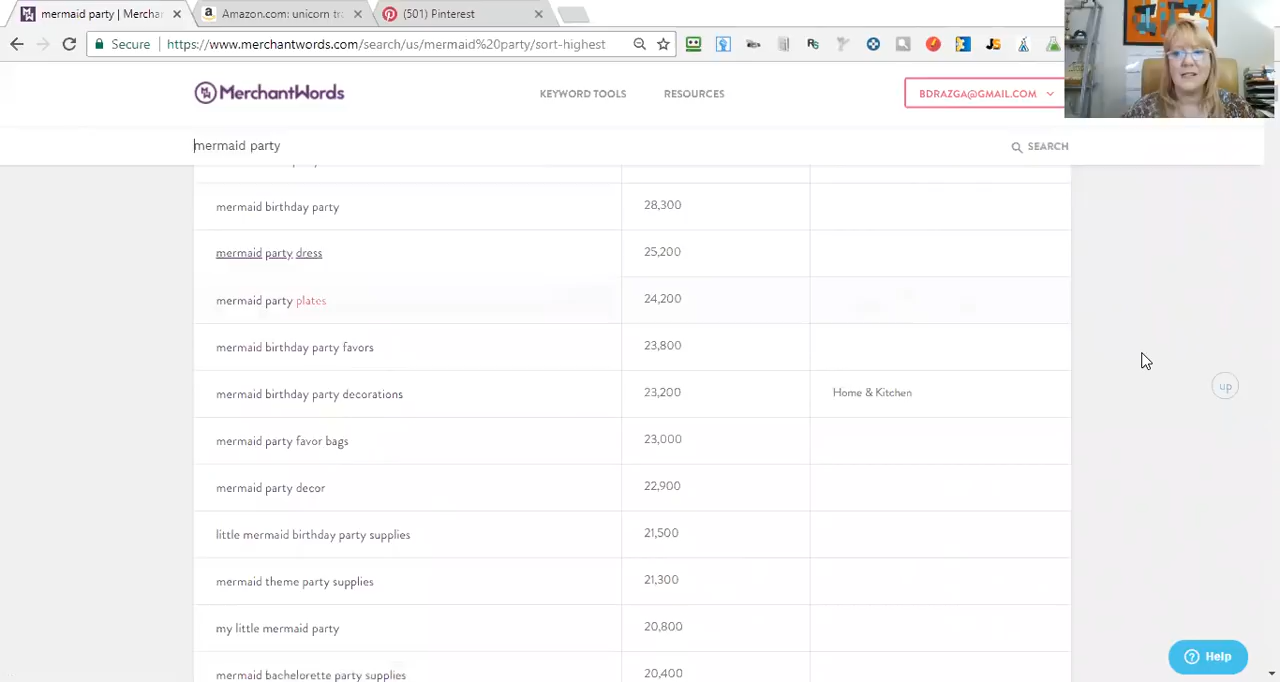 mermaid party | Merchan
Amazon.com: unicorn tra
(501) Pinterest
Secure
https://www.merchantwords.com/search/us/mermaid%20party/sort-highest
MerchantWords
KEYWORD TOOLS
RESOURCES
BDRAZGA@GMAIL.COM
mermaid party
SEARCH
mermaid birthday party 28,300
mermaid party dress 25,200
mermaid party plates 24,200
mermaid birthday party favors 23,800
mermaid birthday party decorations 23,200 Home & Kitchen
mermaid party favor bags 23,000
mermaid party decor 22,900
little mermaid birthday party supplies 21,500
mermaid theme party supplies 21,300
my little mermaid party 20,800
mermaid bachelorette party supplies 20,400
up
Help